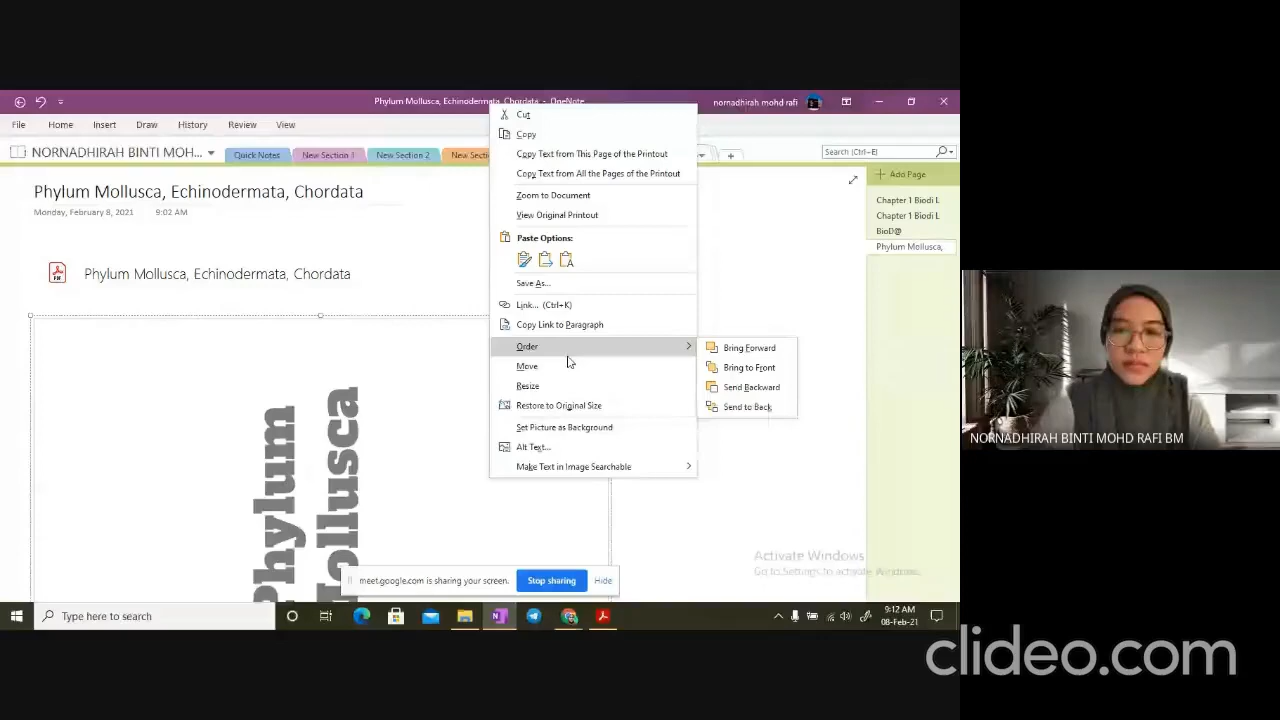 Phylum Mollusca, Echinodermata, Chordata - OneNote
nornadhirah mohd rafi
File Home Insert Draw History Review View
NORNADHIRAH BINTI MOH... Quick Notes New Section 1 New Section 2 New Secti
Search (Ctrl+E)
Phylum Mollusca, Echinodermata, Chordata
Monday, February 8, 2021 9:02 AM
Phylum Mollusca, Echinodermata, Chordata
Phylum
Mollusca
Cut
Copy
Copy Text from This Page of the Printout
Copy Text from All the Pages of the Printout
Zoom to Document
View Original Printout
Paste Options:
Save As...
Link... (Ctrl+K)
Copy Link to Paragraph
Order
Move
Resize
Restore to Original Size
Set Picture as Background
Alt Text...
Make Text in Image Searchable
Bring Forward
Bring to Front
Send Backward
Send to Back
Add Page
Chapter 1 Biodi L
Chapter 1 Biodi L
BioD@
Phylum Mollusca,
NORNADHIRAH BINTI MOHD RAFI BM
Activate Windows
Go to Settings to activate Windows.
meet.google.com is sharing your screen. Stop sharing Hide
Type here to search
9:12 AM
08-Feb-21
clideo.com